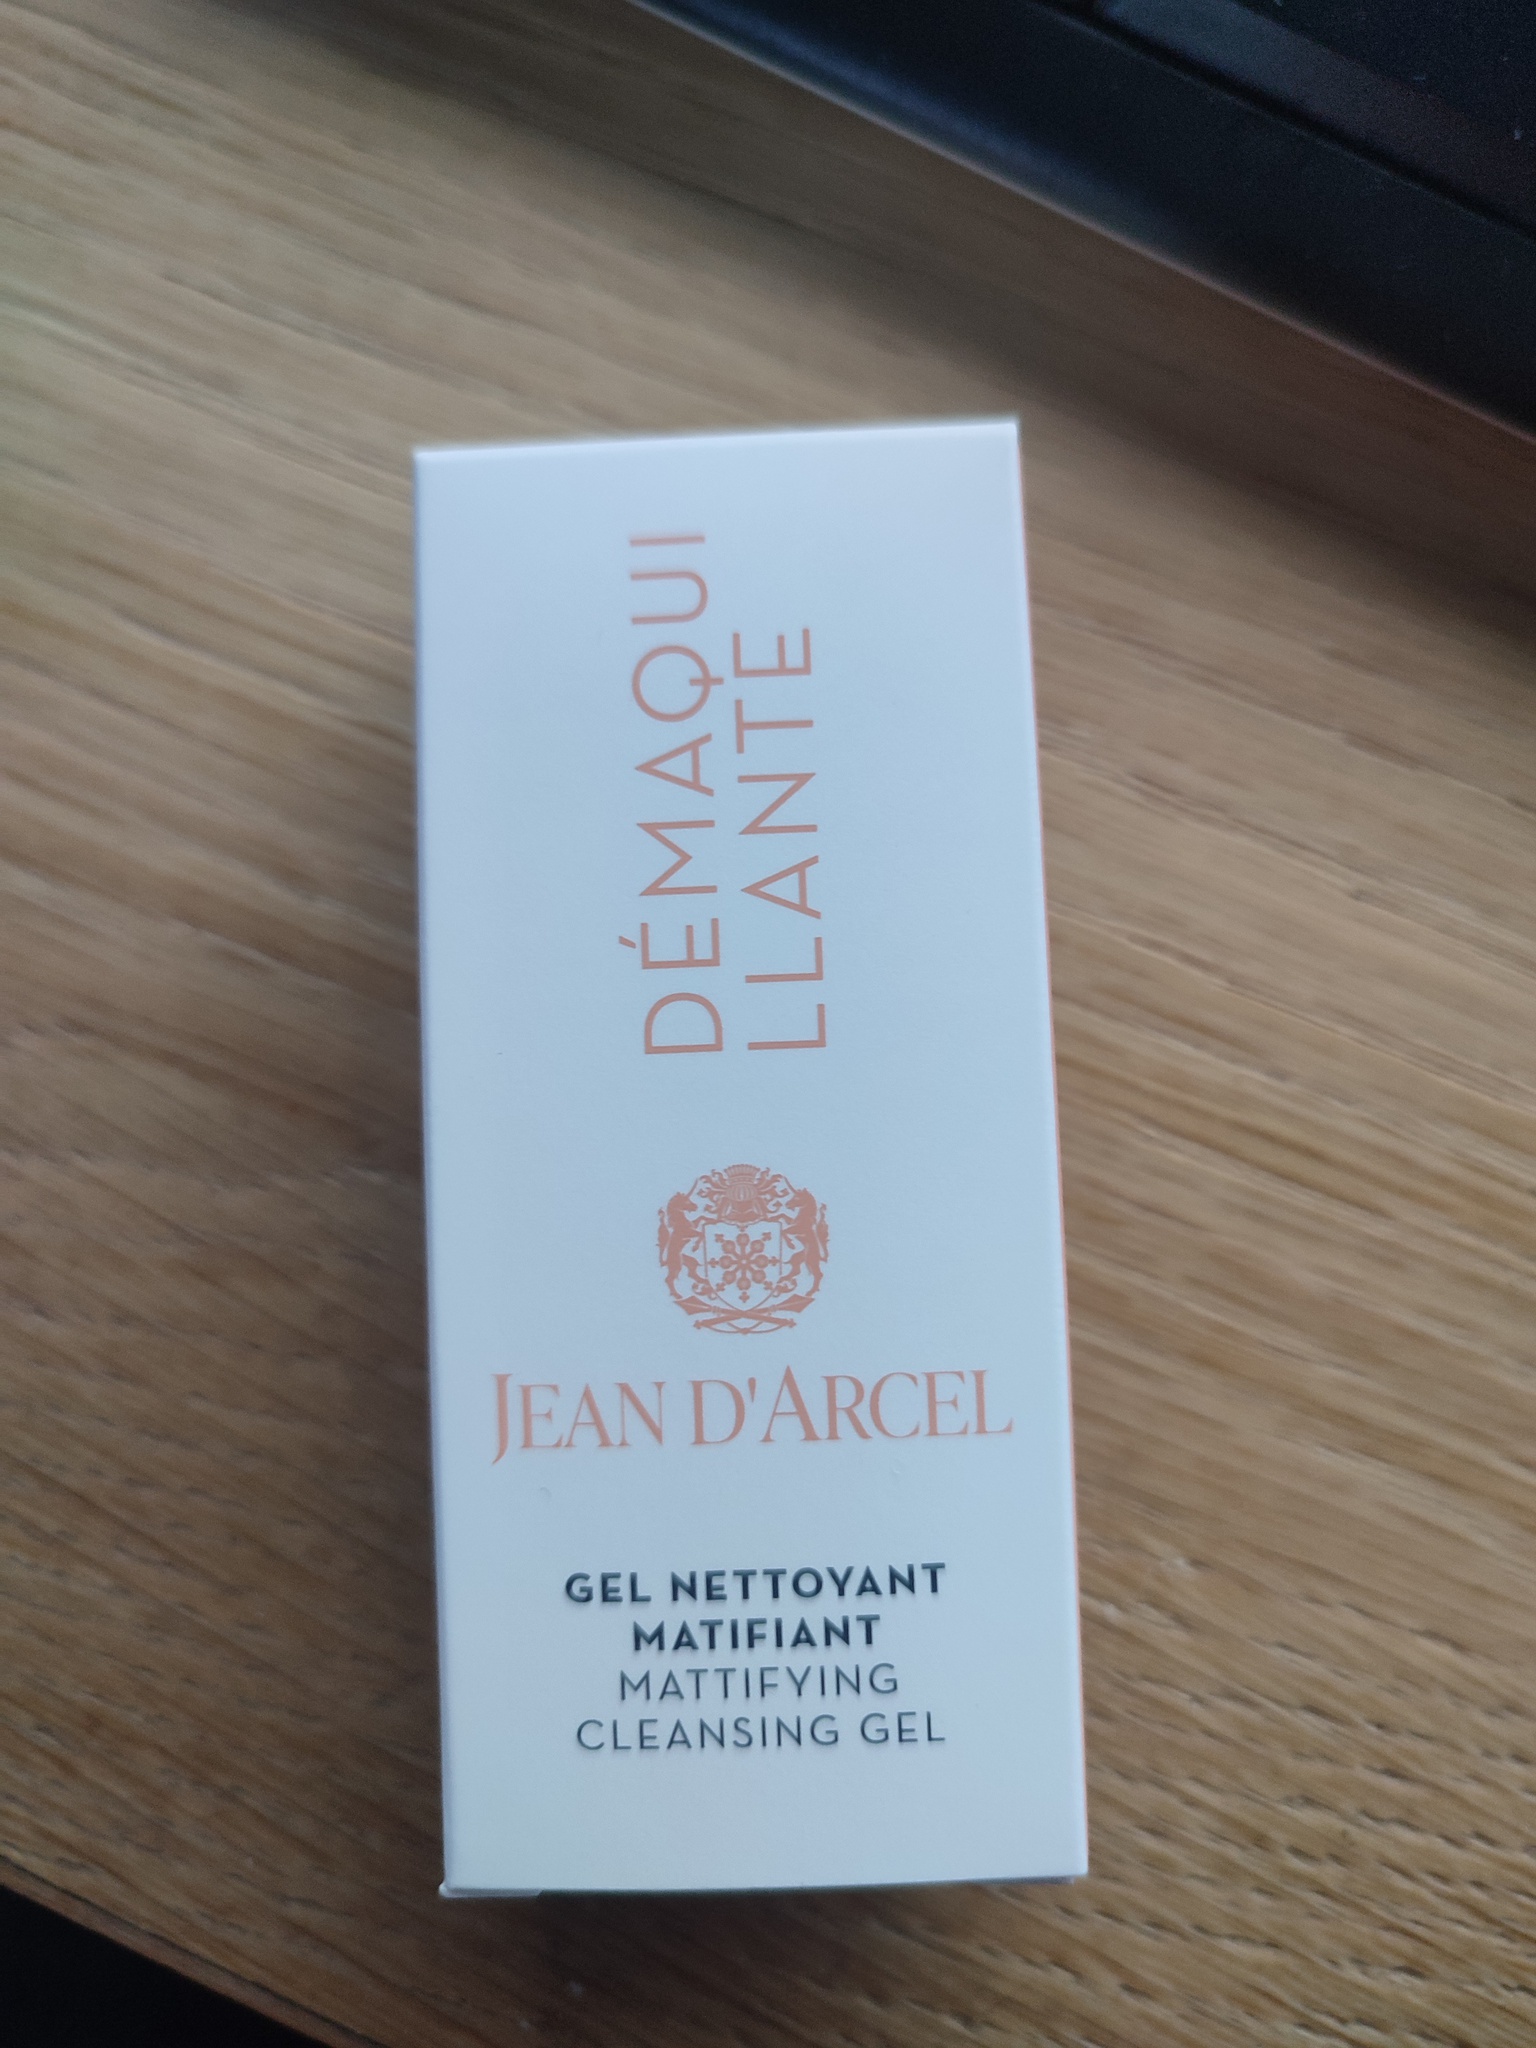 DÉMAQUI
LLANTE
JEAN D'ARCEL
GEL NETTOYANT
MATIFIANT
MATTIFYING
CLEANSING GEL